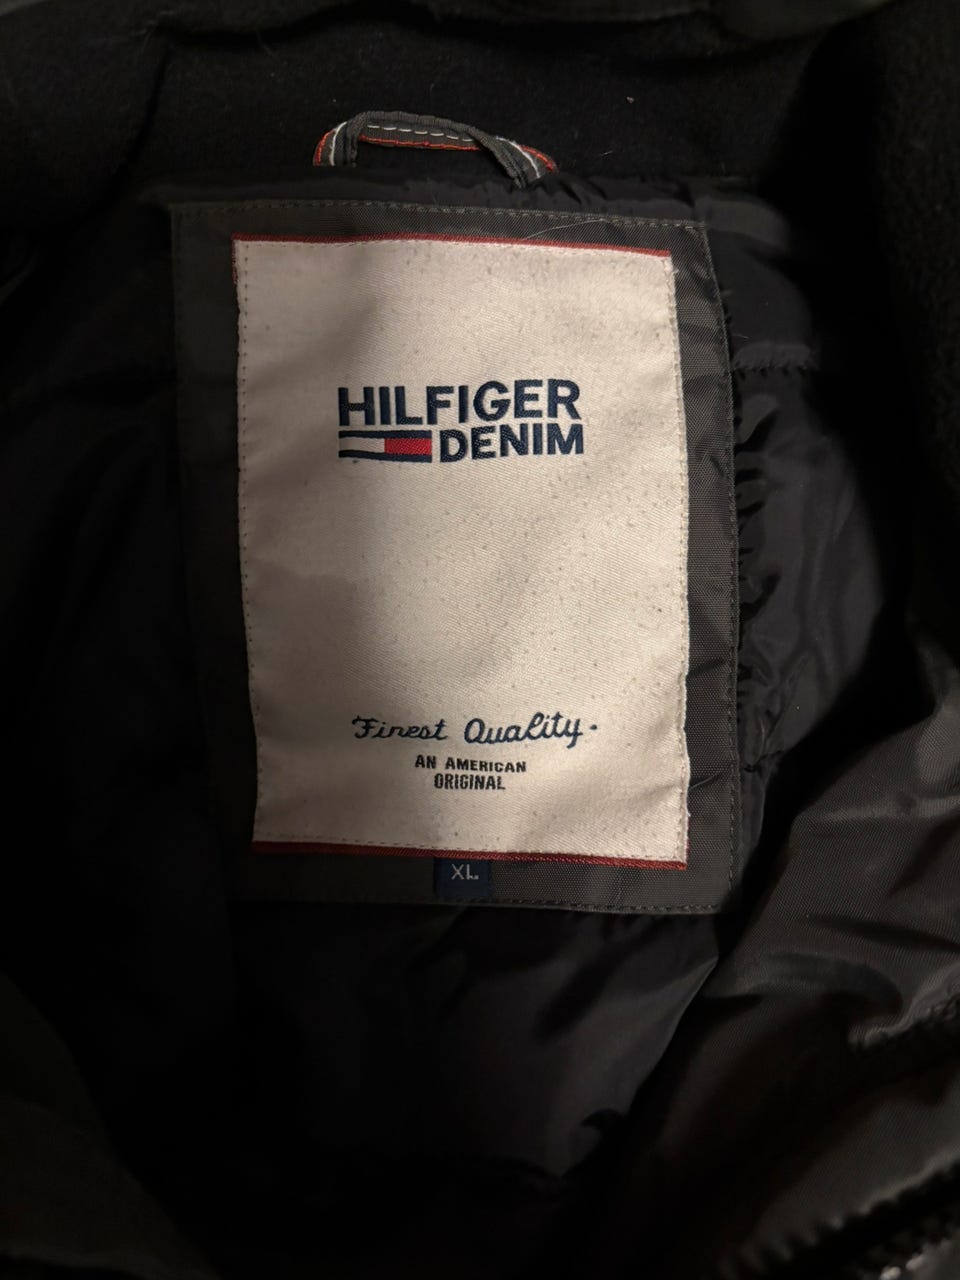 HILFIGER
DENIM
Finest Quality.
AN AMERICAN
ORIGINAL
XL